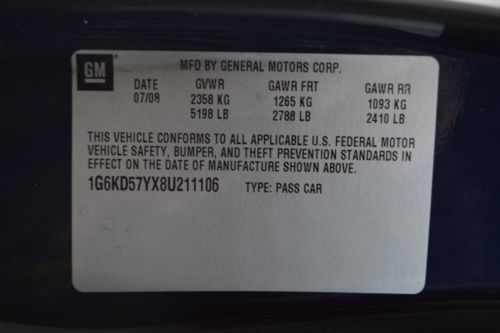 GM
MFD BY GENERAL MOTORS CORP.
DATE GVWR GAWR FRT GAWR RR
07/08 2358 KG 1265 KG 1093 KG
5198 LB 2788 LB 2410 LB
THIS VEHICLE CONFORMS TO ALL APPLICABLE U.S. FEDERAL MOTOR
VEHICLE SAFETY, BUMPER, AND THEFT PREVENTION STANDARDS IN
EFFECT ON THE DATE OF MANUFACTURE SHOWN ABOVE.
1G6KD57YX8U211106 TYPE: PASS CAR